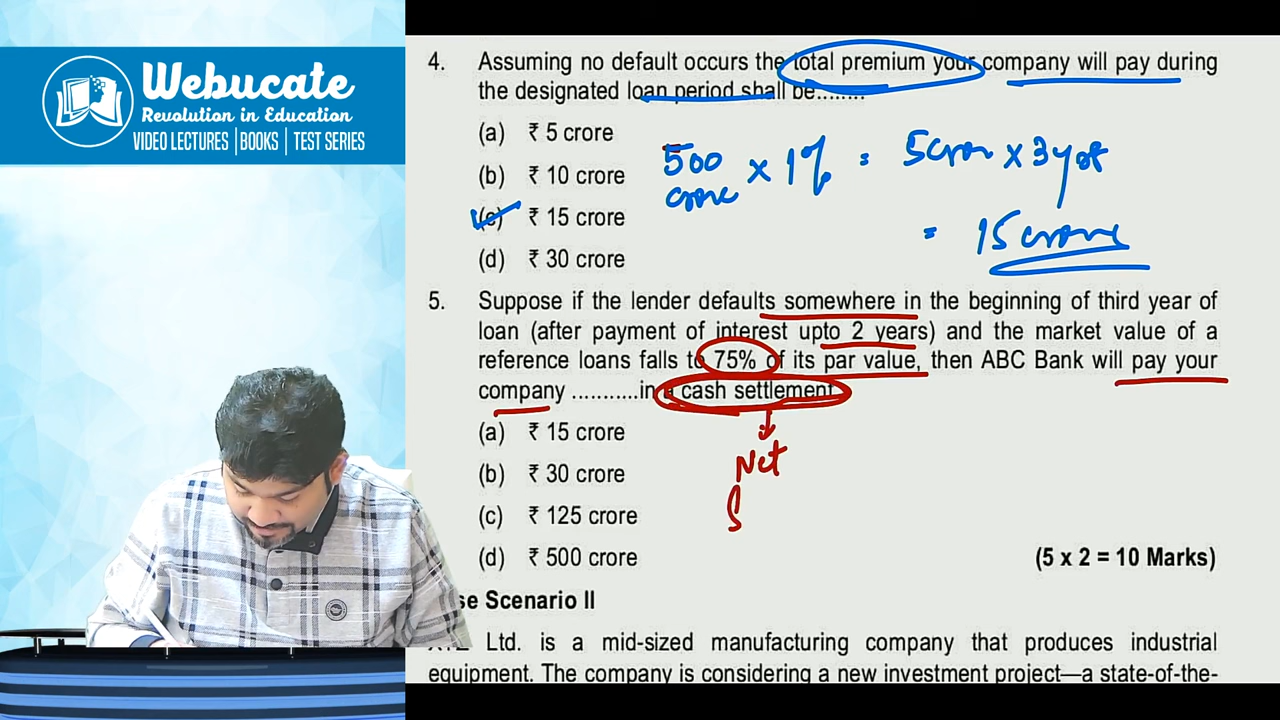 Webucate
Revolution in Education
VIDEO LECTURES | BOOKS | TEST SERIES
4. Assuming no default occurs the total premium your company will pay during
the designated loan period shall be........
(a) ₹ 5 crore
(b) ₹ 10 crore
(c) ₹ 15 crore
(d) ₹ 30 crore
500 crore × 1% = 5 crore × 3
= 15 crore
5. Suppose if the lender defaults somewhere in the beginning of third year of
loan (after payment of interest upto 2 years) and the market value of a
reference loans falls to 75% of its par value, then ABC Bank will pay your
company ...........in a cash settlement
(a) ₹ 15 crore
(b) ₹ 30 crore
(c) ₹ 125 crore
(d) ₹ 500 crore
Net
S
(5 x 2 = 10 Marks)
se Scenario II
Ltd. is a mid-sized manufacturing company that produces industrial
equipment. The company is considering a new investment project—a state-of-the-